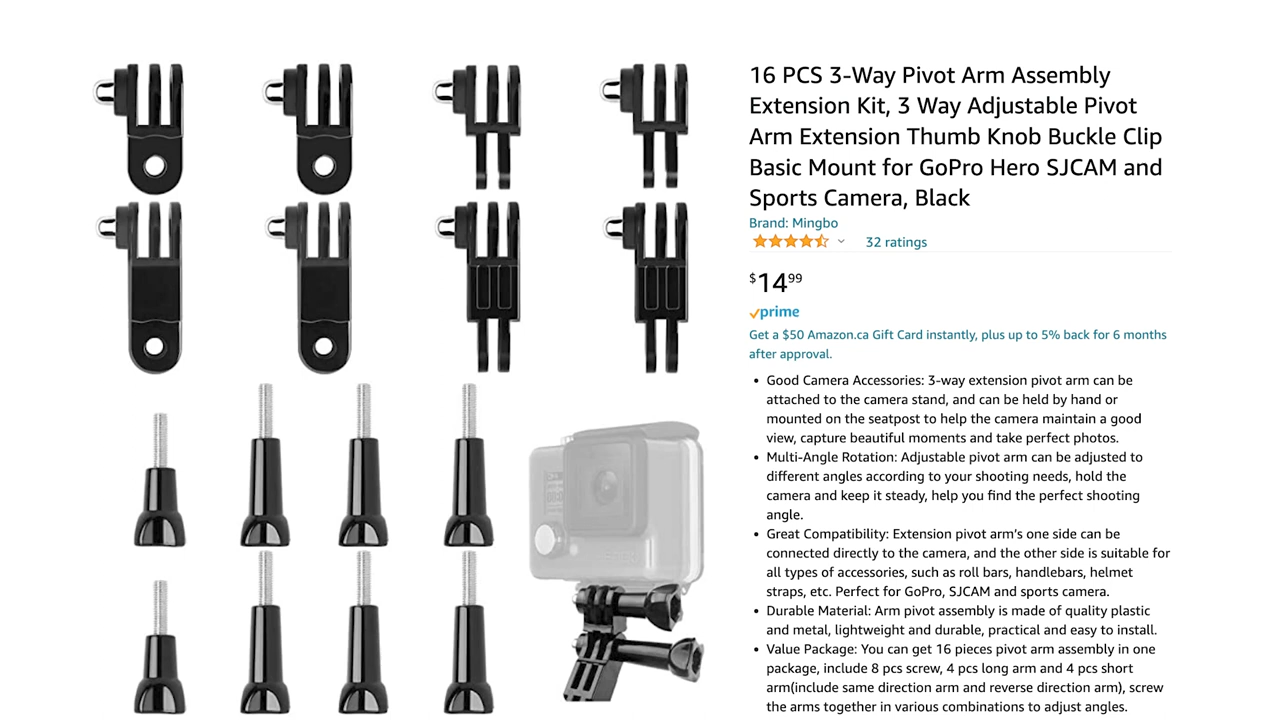 16 PCS 3-Way Pivot Arm Assembly
Extension Kit, 3 Way Adjustable Pivot
Arm Extension Thumb Knob Buckle Clip
Basic Mount for GoPro Hero SJCAM and
Sports Camera, Black
Brand: Mingbo
32 ratings
$14⁹⁹
prime
Get a $50 Amazon.ca Gift Card instantly, plus up to 5% back for 6 months
after approval.
• Good Camera Accessories: 3-way extension pivot arm can be
attached to the camera stand, and can be held by hand or
mounted on the seatpost to help the camera maintain a good
view, capture beautiful moments and take perfect photos.
• Multi-Angle Rotation: Adjustable pivot arm can be adjusted to
different angles according to your shooting needs, hold the
camera and keep it steady, help you find the perfect shooting
angle.
• Great Compatibility: Extension pivot arm's one side can be
connected directly to the camera, and the other side is suitable for
all types of accessories, such as roll bars, handlebars, helmet
straps, etc. Perfect for GoPro, SJCAM and sports camera.
• Durable Material: Arm pivot assembly is made of quality plastic
and metal, lightweight and durable, practical and easy to install.
• Value Package: You can get 16 pieces pivot arm assembly in one
package, include 8 pcs screw, 4 pcs long arm and 4 pcs short
arm(include same direction arm and reverse direction arm), screw
the arms together in various combinations to adjust angles.